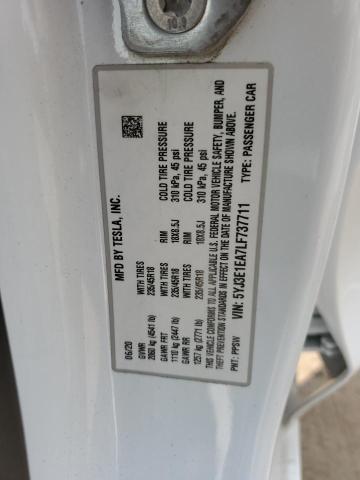 MFD BY TESLA, INC.
06/20
GVWR
2060 kg (4541 lb)
GAWR FRT WITH TIRES RIM COLD TIRE PRESSURE
1110 kg (2447 lb) 235/45R18 18X8.5J 310 kPa, 45 psi
GAWR RR WITH TIRES RIM COLD TIRE PRESSURE
1257 kg (2771 lb) 235/45R18 18X8.5J 310 kPa, 45 psi
THIS VEHICLE CONFORMS TO ALL APPLICABLE U.S. FEDERAL MOTOR VEHICLE SAFETY, BUMPER, AND
THEFT PREVENTION STANDARDS IN EFFECT ON THE DATE OF MANUFACTURE SHOWN ABOVE.
VIN: 5YJ3E1EA7LF737711
PNT: PPSW TYPE: PASSENGER CAR